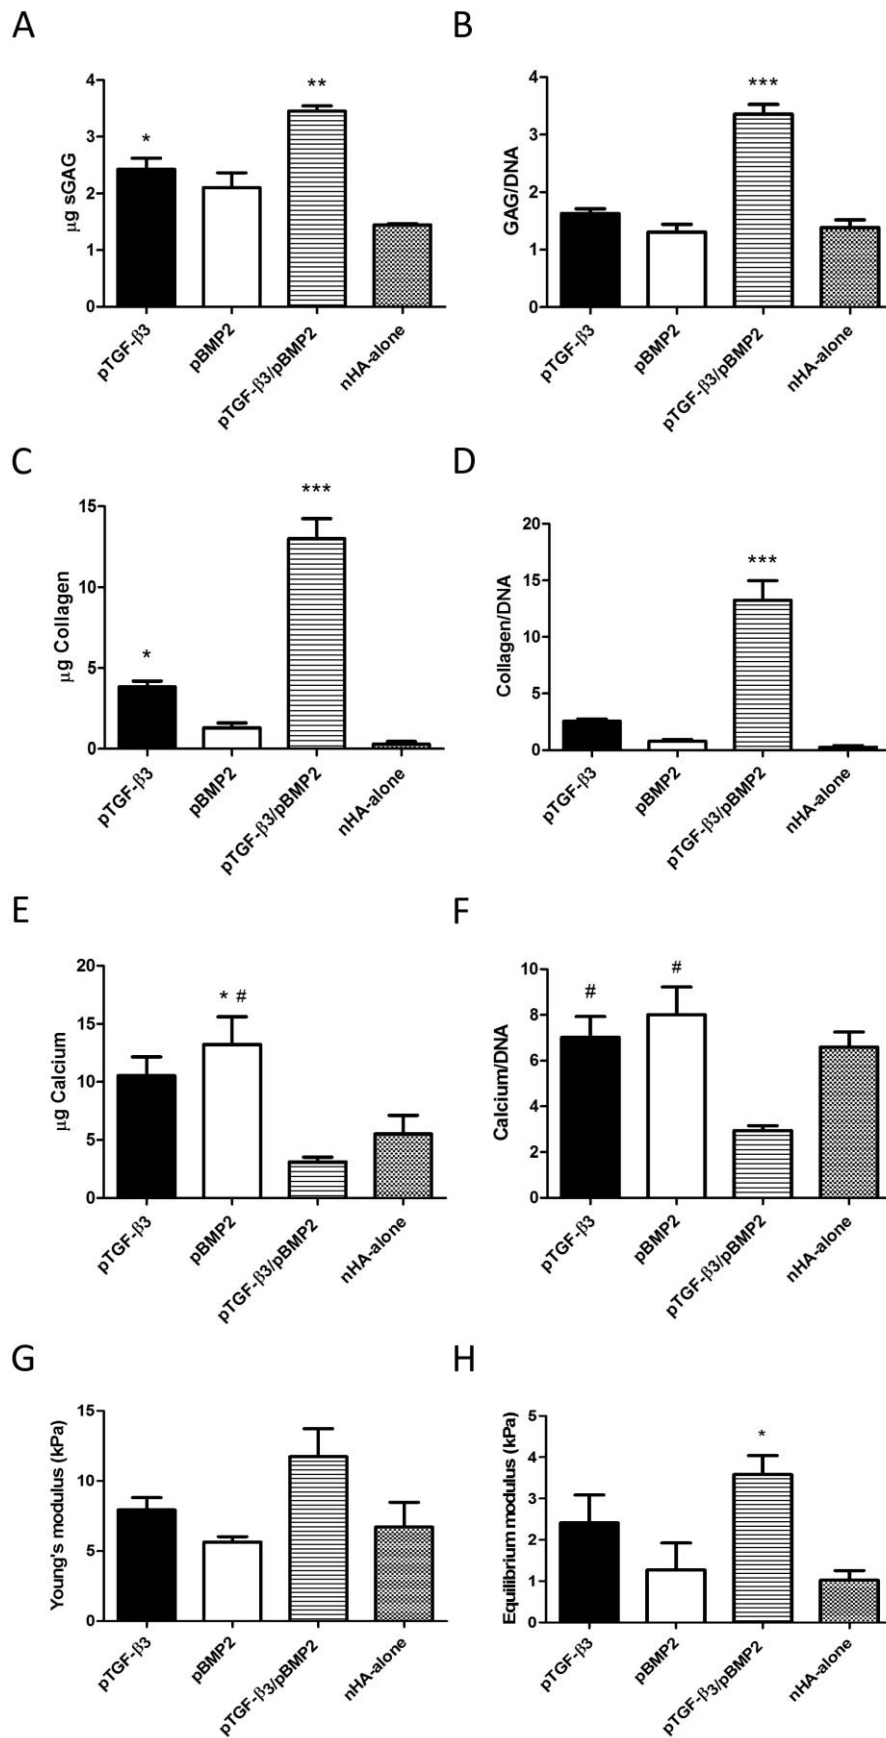 A
μg sGAG
4
3
2
1
0
*
**
pTGF-β3
pBMP2
pTGF-β3/pBMP2
nHA-alone
B
GAG/DNA
4
3
2
1
0
***
pTGF-β3
pBMP2
pTGF-β3/pBMP2
nHA-alone
C
μg Collagen
15
10
5
0
*
***
pTGF-β3
pBMP2
pTGF-β3/pBMP2
nHA-alone
D
Collagen/DNA
20
15
10
5
0
***
pTGF-β3
pBMP2
pTGF-β3/pBMP2
nHA-alone
E
μg Calcium
20
15
10
5
0
* #
pTGF-β3
pBMP2
pTGF-β3/pBMP2
nHA-alone
F
Calcium/DNA
10
8
6
4
2
0
#
#
pTGF-β3
pBMP2
pTGF-β3/pBMP2
nHA-alone
G
Young's modulus (kPa)
15
10
5
0
pTGF-β3
pBMP2
pTGF-β3/pBMP2
nHA-alone
H
Equilibrium modulus (kPa)
5
4
3
2
1
0
*
pTGF-β3
pBMP2
pTGF-β3/pBMP2
nHA-alone